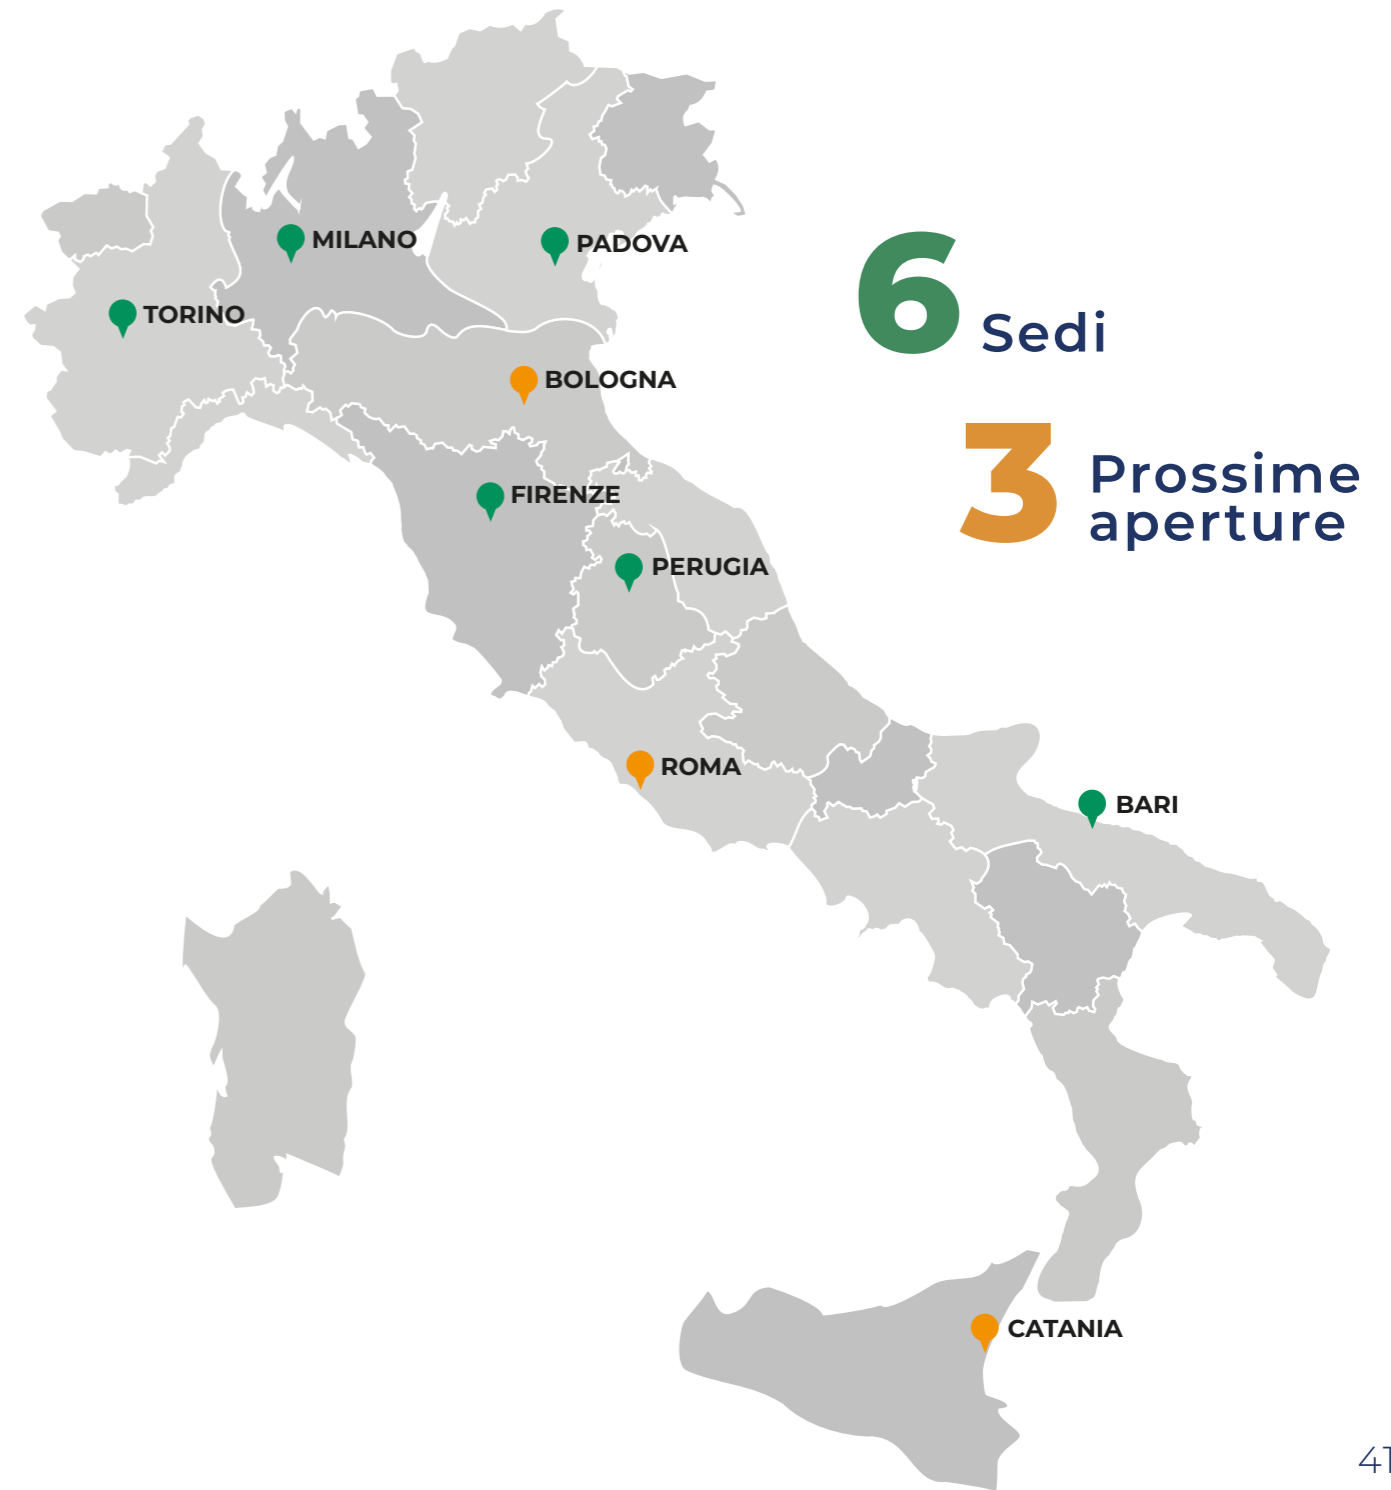 MILANO
PADOVA
TORINO
6 Sedi
BOLOGNA
3 Prossime
aperture
FIRENZE
PERUGIA
ROMA
BARI
CATANIA
41